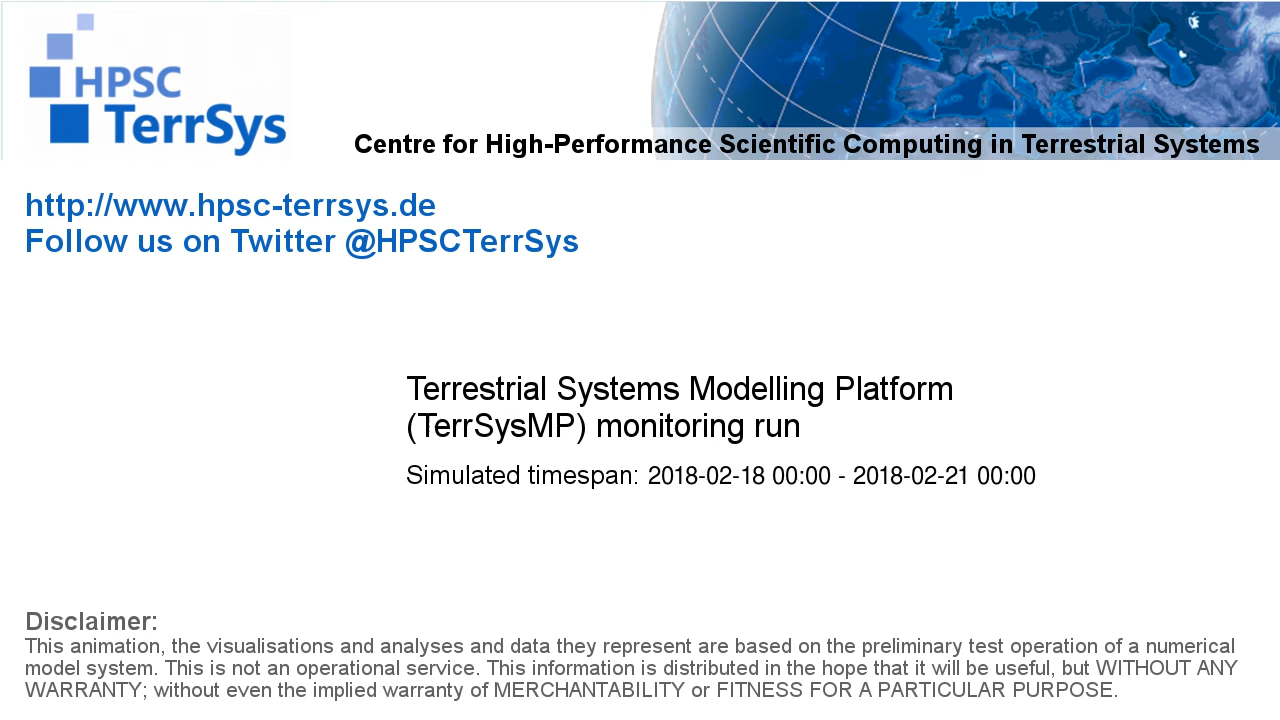 HPSC
TerrSys
Centre for High-Performance Scientific Computing in Terrestrial Systems
http://www.hpsc-terrsys.de
Follow us on Twitter @HPSCTerrSys
Terrestrial Systems Modelling Platform
(TerrSysMP) monitoring run
Simulated timespan: 2018-02-18 00:00 - 2018-02-21 00:00
Disclaimer:
This animation, the visualisations and analyses and data they represent are based on the preliminary test operation of a numerical
model system. This is not an operational service. This information is distributed in the hope that it will be useful, but WITHOUT ANY
WARRANTY; without even the implied warranty of MERCHANTABILITY or FITNESS FOR A PARTICULAR PURPOSE.